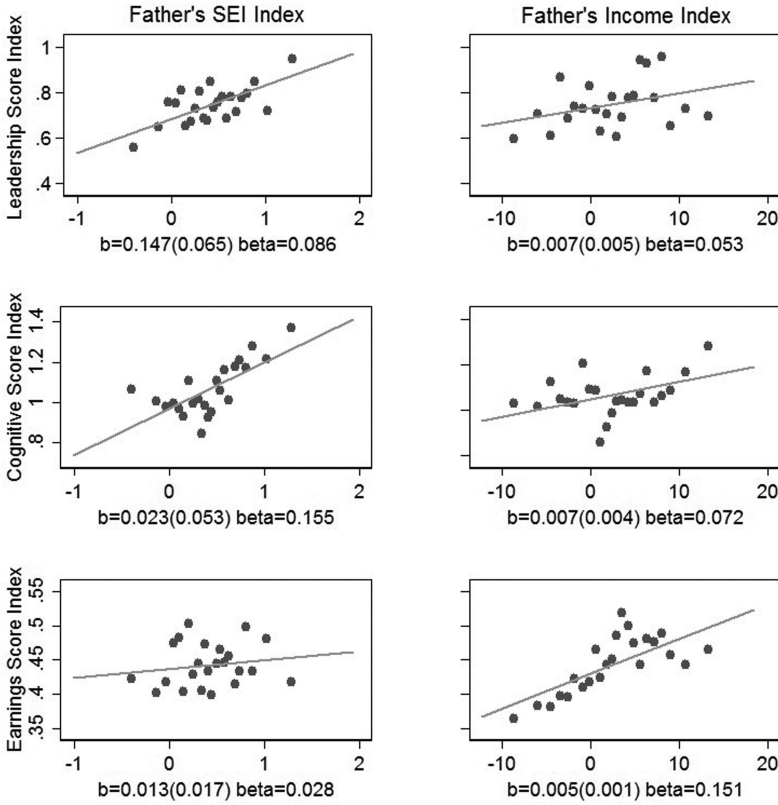 Father's SEI Index
Father's Income Index
Leadership Score Index
1
.8
.6
.4
-1 0 1 2
b=0.147(0.065) beta=0.086
-10 0 10 20
b=0.007(0.005) beta=0.053
Cognitive Score Index
1.4
1.2
1
.8
-1 0 1 2
b=0.023(0.053) beta=0.155
-10 0 10 20
b=0.007(0.004) beta=0.072
Earnings Score Index
.55
.5
.45
.4
.35
-1 0 1 2
b=0.013(0.017) beta=0.028
-10 0 10 20
b=0.005(0.001) beta=0.151